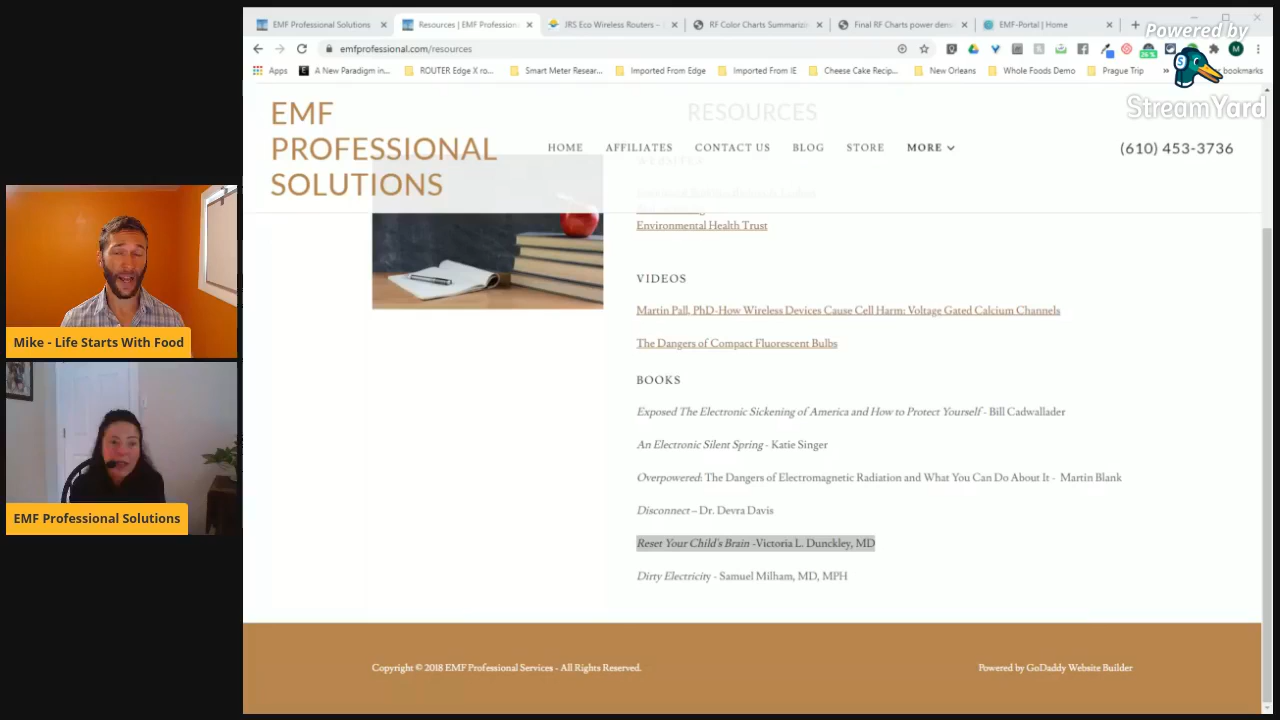 EMF Professional Solutions
Resources | EMF Profession
JRS Eco Wireless Routers –
RF Color Charts Summarizin
Final RF Charts power den
EMF-Portal | Home
emfprofessional.com/resources
Apps
A New Paradigm in...
ROUTER Edge X ro...
Smart Meter Resear...
Imported From Edge
Imported From IE
Cheese Cake Recip...
New Orleans
Whole Foods Demo
Prague Trip
»
bookmarks
Powered by
StreamYard
EMF
PROFESSIONAL
SOLUTIONS
RESOURCES
HOME
AFFILIATES
CONTACT US
BLOG
STORE
MORE
(610) 453-3736
WEBSITES
Environmental Health Trust
VIDEOS
Martin Pall, PhD-How Wireless Devices Cause Cell Harm: Voltage Gated Calcium Channels
The Dangers of Compact Fluorescent Bulbs
BOOKS
Exposed The Electronic Sickening of America and How to Protect Yourself - Bill Cadwallader
An Electronic Silent Spring - Katie Singer
Overpowered: The Dangers of Electromagnetic Radiation and What You Can Do About It - Martin Blank
Disconnect – Dr. Devra Davis
Reset Your Child's Brain -Victoria L. Dunckley, MD
Dirty Electricity - Samuel Milham, MD, MPH
Copyright © 2018 EMF Professional Services - All Rights Reserved.
Powered by GoDaddy Website Builder
Mike - Life Starts With Food
EMF Professional Solutions